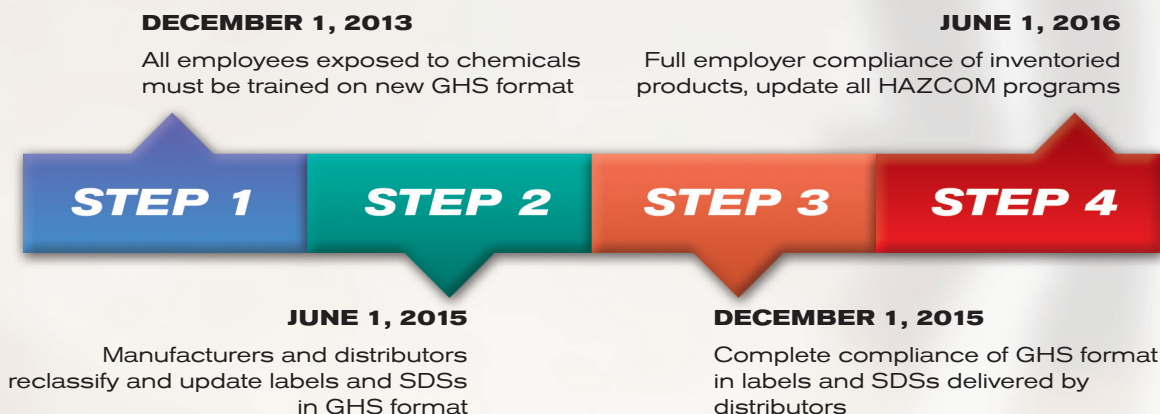 DECEMBER 1, 2013
All employees exposed to chemicals
must be trained on new GHS format
JUNE 1, 2016
Full employer compliance of inventoried
products, update all HAZCOM programs
STEP 1
STEP 2
STEP 3
STEP 4
JUNE 1, 2015
Manufacturers and distributors
reclassify and update labels and SDSs
in GHS format
DECEMBER 1, 2015
Complete compliance of GHS format
in labels and SDSs delivered by
distributors